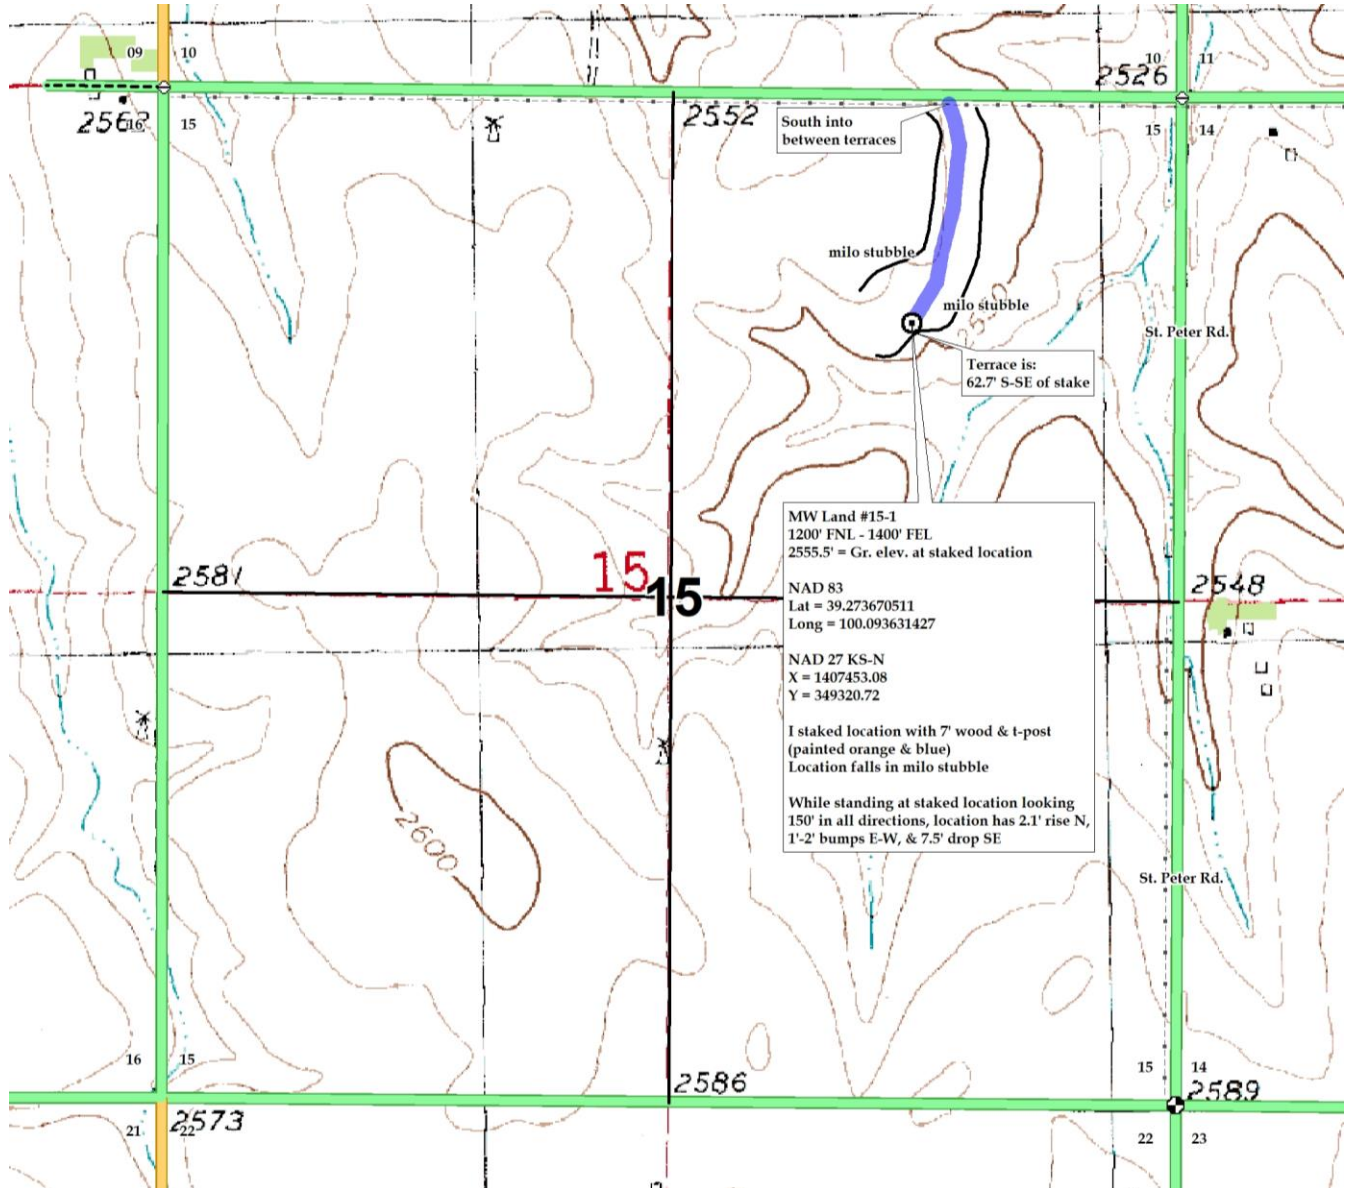 09
10
10
11
2526
2562
16
15
2552
South into
between terraces
15
14
milo stubble
milo stubble
St. Peter Rd.
Terrace is:
62.7' S-SE of stake
MW Land #15-1
1200' FNL - 1400' FEL
2555.5' = Gr. elev. at staked location
NAD 83
Lat = 39.273670511
Long = 100.093631427
NAD 27 KS-N
X = 1407453.08
Y = 349320.72
I staked location with 7' wood & t-post
(painted orange & blue)
Location falls in milo stubble
While standing at staked location looking
150' in all directions, location has 2.1' rise N,
1'-2' bumps E-W, & 7.5' drop SE
2581
15
15
2548
2600
St. Peter Rd.
16
15
2586
15
14
2589
21
22
2573
22
23